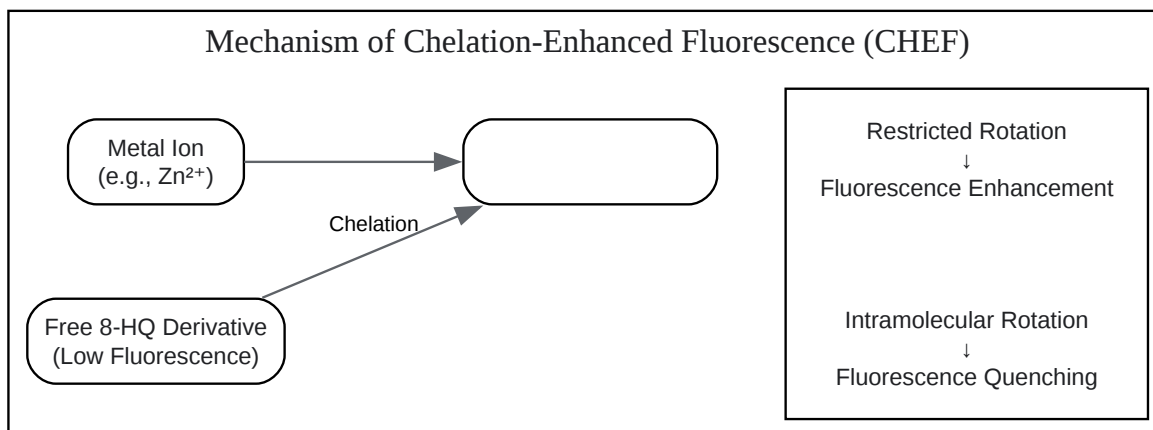 Mechanism of Chelation-Enhanced Fluorescence (CHEF)
Metal Ion
(e.g., Zn²⁺)
Chelation
Free 8-HQ Derivative
(Low Fluorescence)
Restricted Rotation
↓
Fluorescence Enhancement
Intramolecular Rotation
↓
Fluorescence Quenching